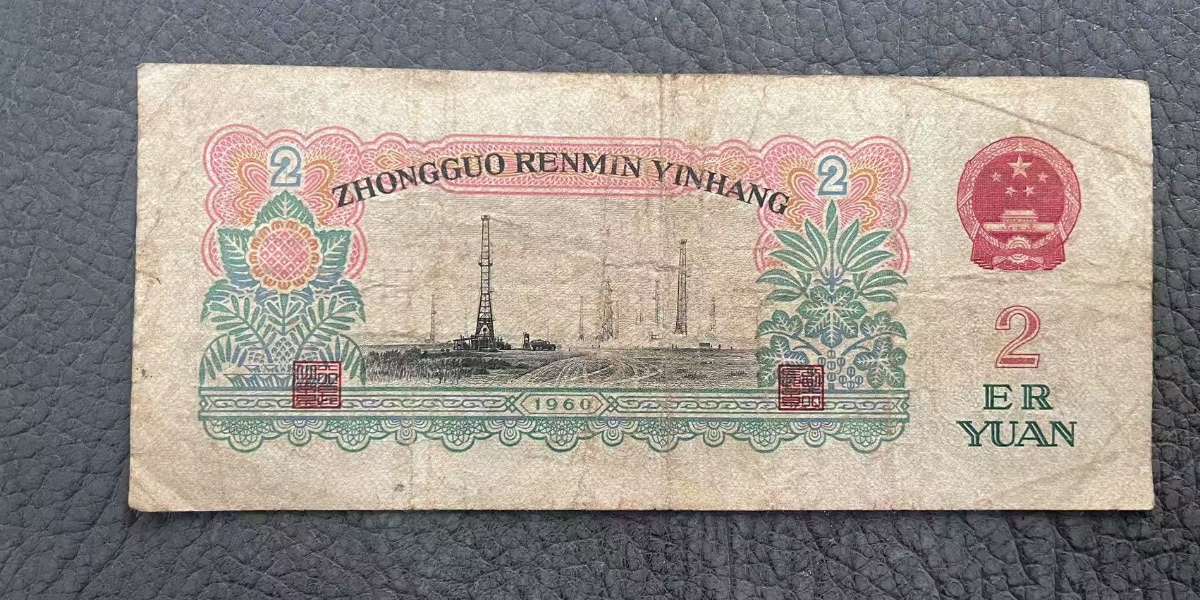 2
2
ZHONGGUO RENMIN YINHANG
2
ER
YUAN
1960